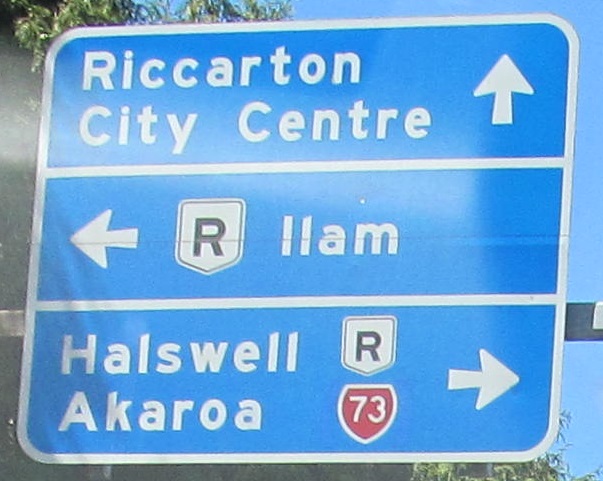 Riccarton
City Centre
R Ilam
Halswell R
Akaroa 73